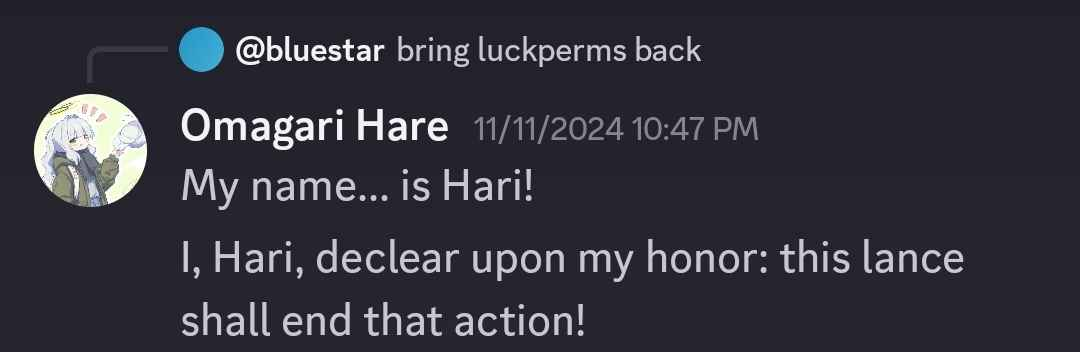 @bluestar bring luckperms back
Omagari Hare 11/11/2024 10:47 PM
My name... is Hari!
I, Hari, declear upon my honor: this lance
shall end that action!